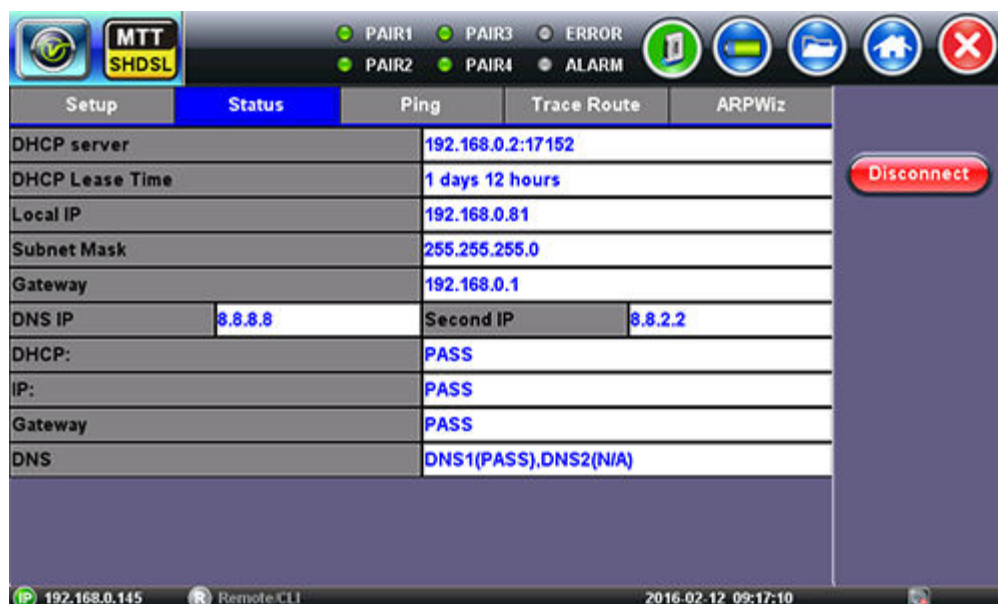 MTT
SHDSL
PAIR1 PAIR3 ERROR
PAIR2 PAIR4 ALARM
Setup Status Ping Trace Route ARPWiz
DHCP server 192.168.0.2:17152
DHCP Lease Time 1 days 12 hours
Disconnect
Local IP 192.168.0.81
Subnet Mask 255.255.255.0
Gateway 192.168.0.1
DNS IP 8.8.8.8 Second IP 8.8.2.2
DHCP: PASS
IP: PASS
Gateway PASS
DNS DNS1(PASS),DNS2(N/A)
IP 192.168.0.145 R Remote/CLI 2016-02-12 09:17:10